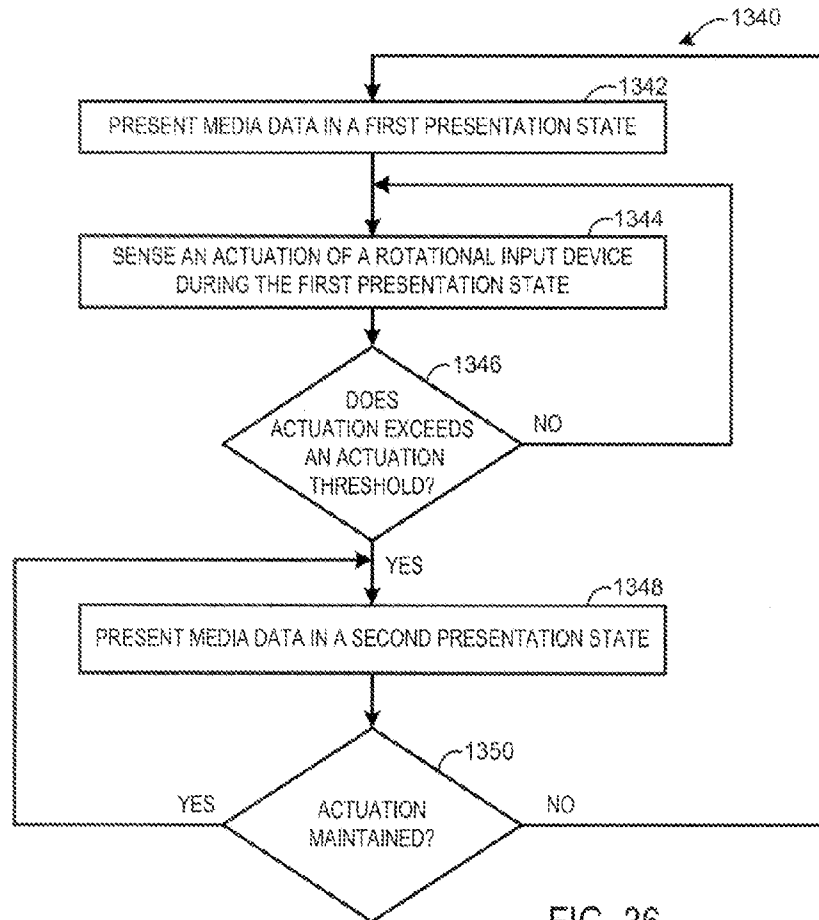 1340
1342
PRESENT MEDIA DATA IN A FIRST PRESENTATION STATE
1344
SENSE AN ACTUATION OF A ROTATIONAL INPUT DEVICE
DURING THE FIRST PRESENTATION STATE
1346
DOES
ACTUATION EXCEEDS
AN ACTUATION
THRESHOLD?
NO
YES
1348
PRESENT MEDIA DATA IN A SECOND PRESENTATION STATE
1350
YES
ACTUATION
MAINTAINED?
NO
FIG. 26